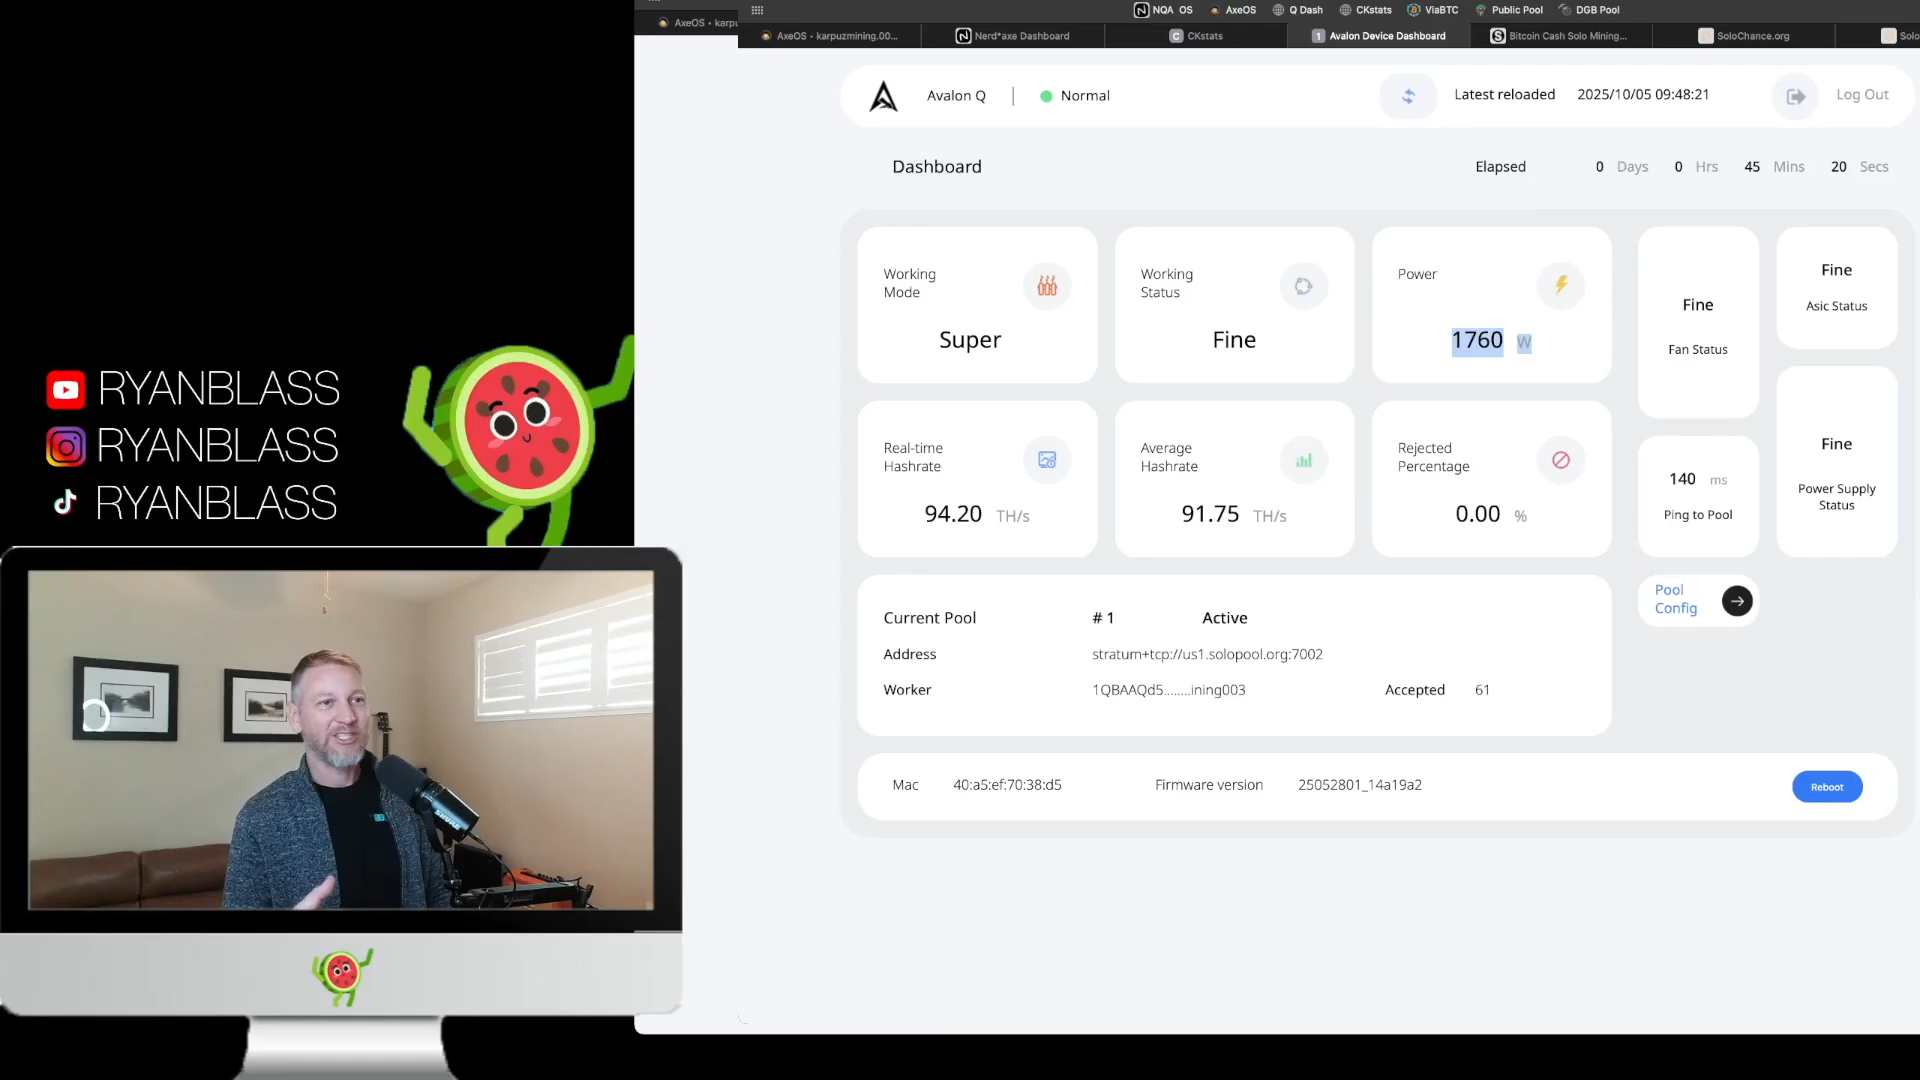 AxeOS • karpu
NQA OS
AxeOS
Q Dash
CKstats
ViaBTC
Public Pool
DGB Pool
AxeOS • karpuzmining.00...
Nerd*axe Dashboard
C CKstats
1 Avalon Device Dashboard
Bitcoin Cash Solo Mining...
SoloChance.org
Solo
Avalon Q
Normal
Latest reloaded 2025/10/05 09:48:21
Log Out
Dashboard
Elapsed 0 Days 0 Hrs 45 Mins 20 Secs
Working
Mode
Super
Working
Status
Fine
Power
1760 W
Fine
Fan Status
Fine
Asic Status
Real-time
Hashrate
94.20 TH/s
Average
Hashrate
91.75 TH/s
Rejected
Percentage
0.00 %
140 ms
Ping to Pool
Fine
Power Supply
Status
Current Pool # 1 Active
Address stratum+tcp://us1.solopool.org:7002
Worker 1QBAAQd5........ining003 Accepted 61
Pool
Config
Mac 40:a5:ef:70:38:d5 Firmware version 25052801_14a19a2
Reboot
RYANBLASS
RYANBLASS
RYANBLASS
SHURE